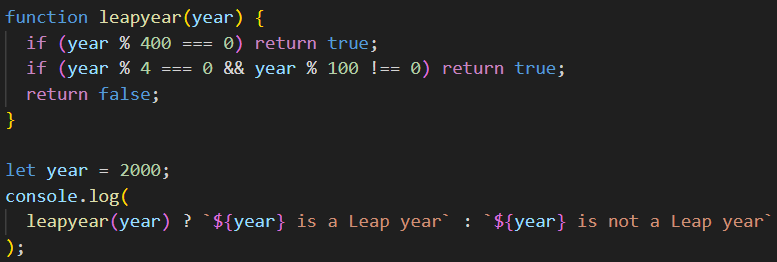 function leapyear(year) {
  if (year % 400 === 0) return true;
  if (year % 4 === 0 && year % 100 !== 0) return true;
  return false;
}

let year = 2000;
console.log(
  leapyear(year) ? `${year} is a Leap year` : `${year} is not a Leap year`
);